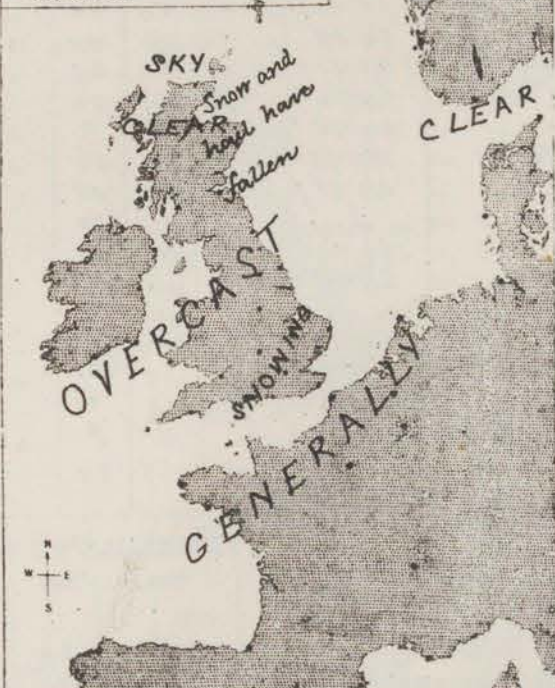 SKY
CLEAR
Snow and
hail have
fallen
CLEAR
OVERCAST
SNOWING
GENERALLY
N
W E
S